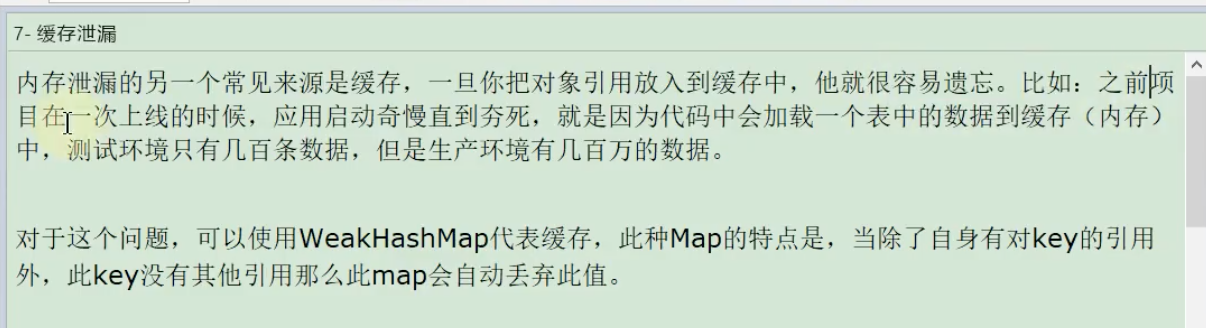 7- 缓存泄漏
内存泄漏的另一个常见来源是缓存，一旦你把对象引用放入到缓存中，他就很容易遗忘。比如：之前项
目在一次上线的时候，应用启动奇慢直到夯死，就是因为代码中会加载一个表中的数据到缓存（内存）
中，测试环境只有几百条数据，但是生产环境有几百万的数据。
对于这个问题，可以使用WeakHashMap代表缓存，此种Map的特点是，当除了自身有对key的引用
外，此key没有其他引用那么此map会自动丢弃此值。